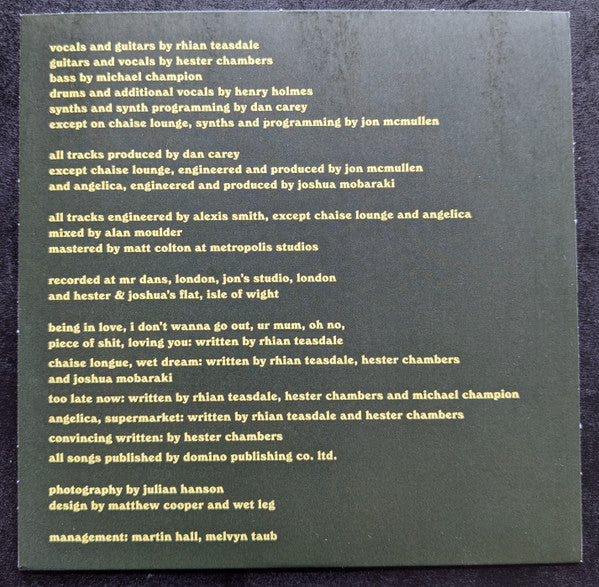 vocals and guitars by rhian teasdale
guitars and vocals by hester chambers
bass by michael champion
drums and additional vocals by henry holmes
synths and synth programming by dan carey
except on chaise lounge, synths and programming by jon mcmullen
all tracks produced by dan carey
except chaise lounge, engineered and produced by jon mcmullen
and angelica, engineered and produced by joshua mobaraki
all tracks engineered by alexis smith, except chaise lounge and angelica
mixed by alan moulder
mastered by matt colton at metropolis studios
recorded at mr dans, london, jon's studio, london
and hester & joshua's flat, isle of wight
being in love, i don't wanna go out, ur mum, oh no,
piece of shit, loving you: written by rhian teasdale
chaise longue, wet dream: written by rhian teasdale, hester chambers
and joshua mobaraki
too late now: written by rhian teasdale, hester chambers and michael champion
angelica, supermarket: written by rhian teasdale and hester chambers
convincing written: by hester chambers
all songs published by domino publishing co. ltd.
photography by julian hanson
design by matthew cooper and wet leg
management: martin hall, melvyn taub